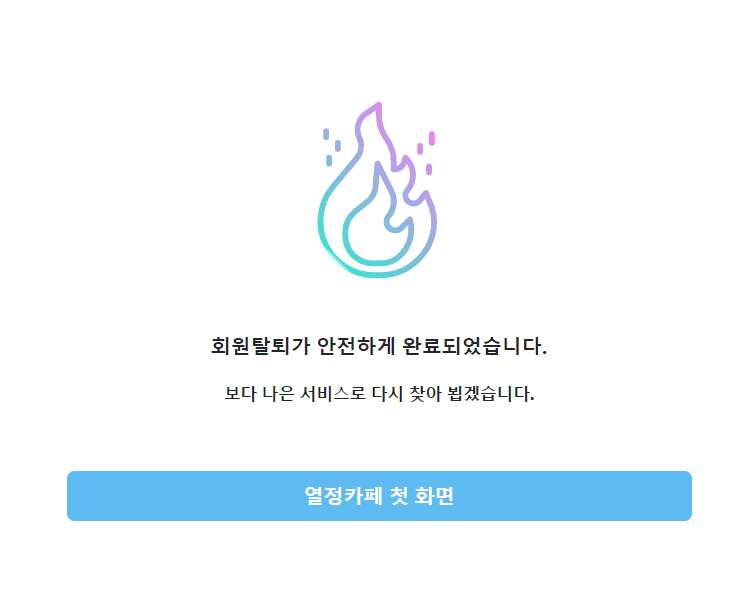 회원탈퇴가 안전하게 완료되었습니다.
보다 나은 서비스로 다시 찾아 뵙겠습니다.
열정카페 첫 화면